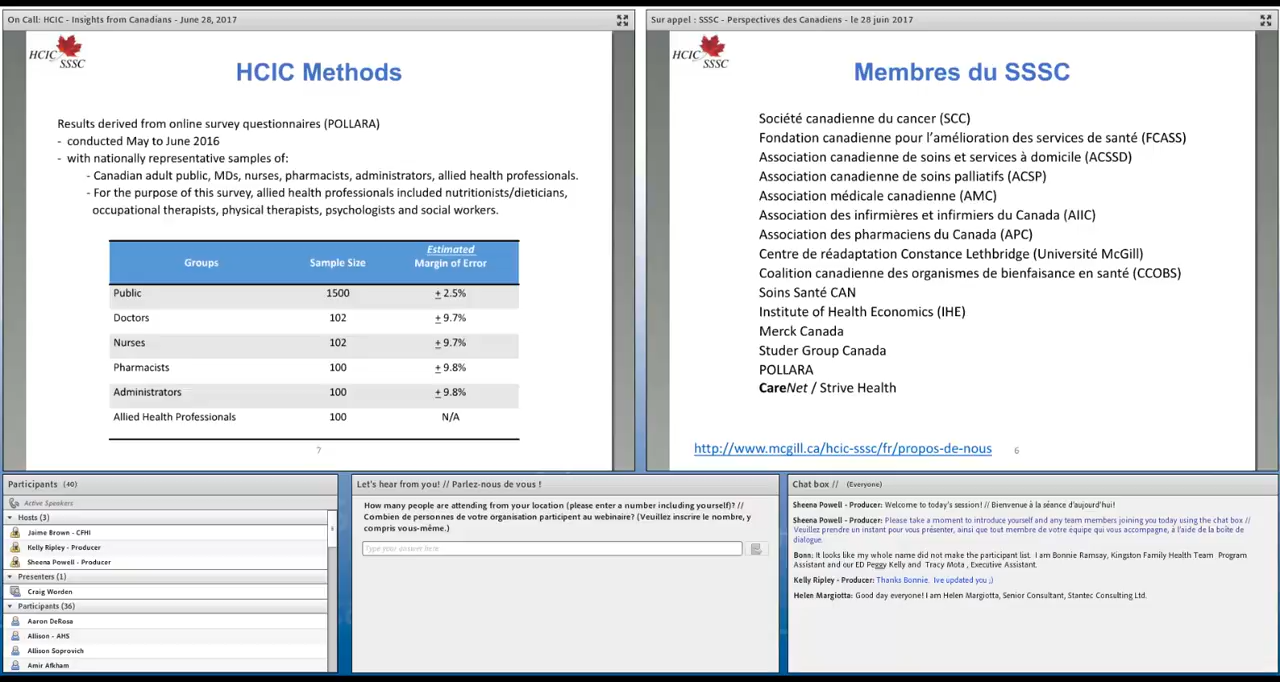 On Call: HCIC - Insights from Canadians - June 28, 2017
HCIC
SSSC
HCIC Methods
Results derived from online survey questionnaires (POLLARA)
- conducted May to June 2016
- with nationally representative samples of:
- Canadian adult public, MDs, nurses, pharmacists, administrators, allied health professionals.
- For the purpose of this survey, allied health professionals included nutritionists/dieticians,
occupational therapists, physical therapists, psychologists and social workers.
Estimated
Groups Sample Size Margin of Error
Public 1500 ± 2.5%
Doctors 102 ± 9.7%
Nurses 102 ± 9.7%
Pharmacists 100 ± 9.8%
Administrators 100 ± 9.8%
Allied Health Professionals 100 N/A
7
Sur appel : SSSC - Perspectives des Canadiens - le 28 juin 2017
HCIC
SSSC
Membres du SSSC
Société canadienne du cancer (SCC)
Fondation canadienne pour l'amélioration des services de santé (FCASS)
Association canadienne de soins et services à domicile (ACSSD)
Association canadienne de soins palliatifs (ACSP)
Association médicale canadienne (AMC)
Association des infirmières et infirmiers du Canada (AIIC)
Association des pharmaciens du Canada (APC)
Centre de réadaptation Constance Lethbridge (Université McGill)
Coalition canadienne des organismes de bienfaisance en santé (CCOBS)
Soins Santé CAN
Institute of Health Economics (IHE)
Merck Canada
Studer Group Canada
POLLARA
CareNet / Strive Health
http://www.mcgill.ca/hcic-sssc/fr/propos-de-nous 6
Participants (40)
Active Speakers
Hosts (3)
Jaime Brown - CFHI
Kelly Ripley - Producer
Sheena Powell - Producer
Presenters (1)
Craig Worden
Participants (36)
Aaron DeRosa
Allison - AHS
Allison Soprovich
Amir Afkham
Let's hear from you! // Parlez-nous de vous !
How many people are attending from your location (please enter a number including yourself)? //
Combien de personnes de votre organisation participent au webinaire? (Veuillez inscrire le nombre, y
compris vous-même.)
Type your answer here
Chat box // (Everyone)
Sheena Powell - Producer: Welcome to today's session! // Bienvenue à la séance d'aujourd'hui!
Sheena Powell - Producer: Please take a moment to introduce yourself and any team members joining you today using the chat box //
Veuillez prendre un instant pour vous présenter, ainsi que tout membre de votre équipe qui vous accompagne, à l'aide de la boîte de
dialogue.
Bonn: It looks like my whole name did not make the participant list. I am Bonnie Ramsay, Kingston Family Health Team Program
Assistant and our ED Peggy Kelly and Tracy Mota , Executive Assistant.
Kelly Ripley - Producer: Thanks Bonnie. Ive updated you ;)
Helen Margiotta: Good day everyone! I am Helen Margiotta, Senior Consultant, Stantec Consulting Ltd.